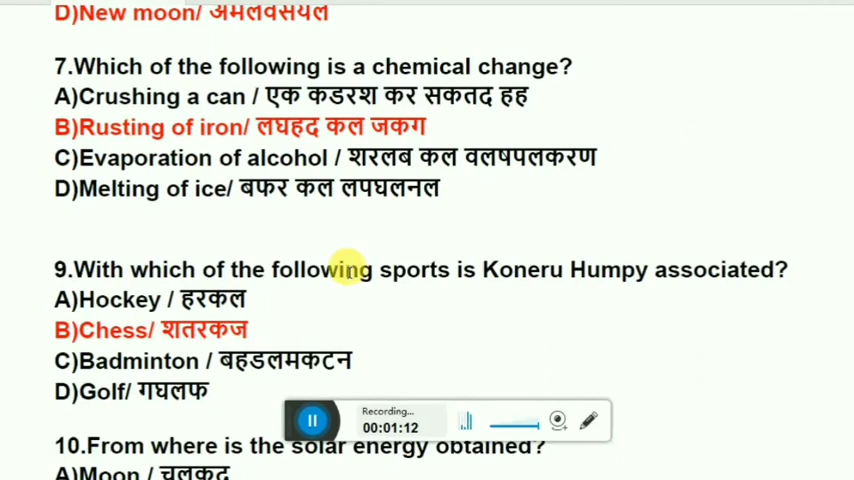 D)New moon/ अमलवसयल
7.Which of the following is a chemical change?
A)Crushing a can / एक कडरश कर सकतद हह
B)Rusting of iron/ लघहद कल जकग
C)Evaporation of alcohol / शरलब कल वलषपलकरण
D)Melting of ice/ बफर कल लपघलनल
9.With which of the following sports is Koneru Humpy associated?
A)Hockey / हरकल
B)Chess/ शतरकज
C)Badminton / बहडलमकटन
D)Golf/ गघलफ
Recording...
00:01:12
10.From where is the solar energy obtained?
A)Moon / चलकद